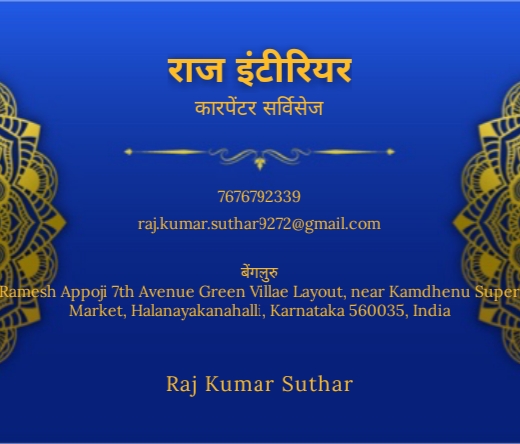 राज इंटीरियर
कारपेंटर सर्विसेज
7676792339
raj.kumar.suthar9272@gmail.com
बेंगलुरु
Ramesh Appoji 7th Avenue Green Villae Layout, near Kamdhenu Super
Market, Halanayakanahalli, Karnataka 560035, India
Raj Kumar Suthar